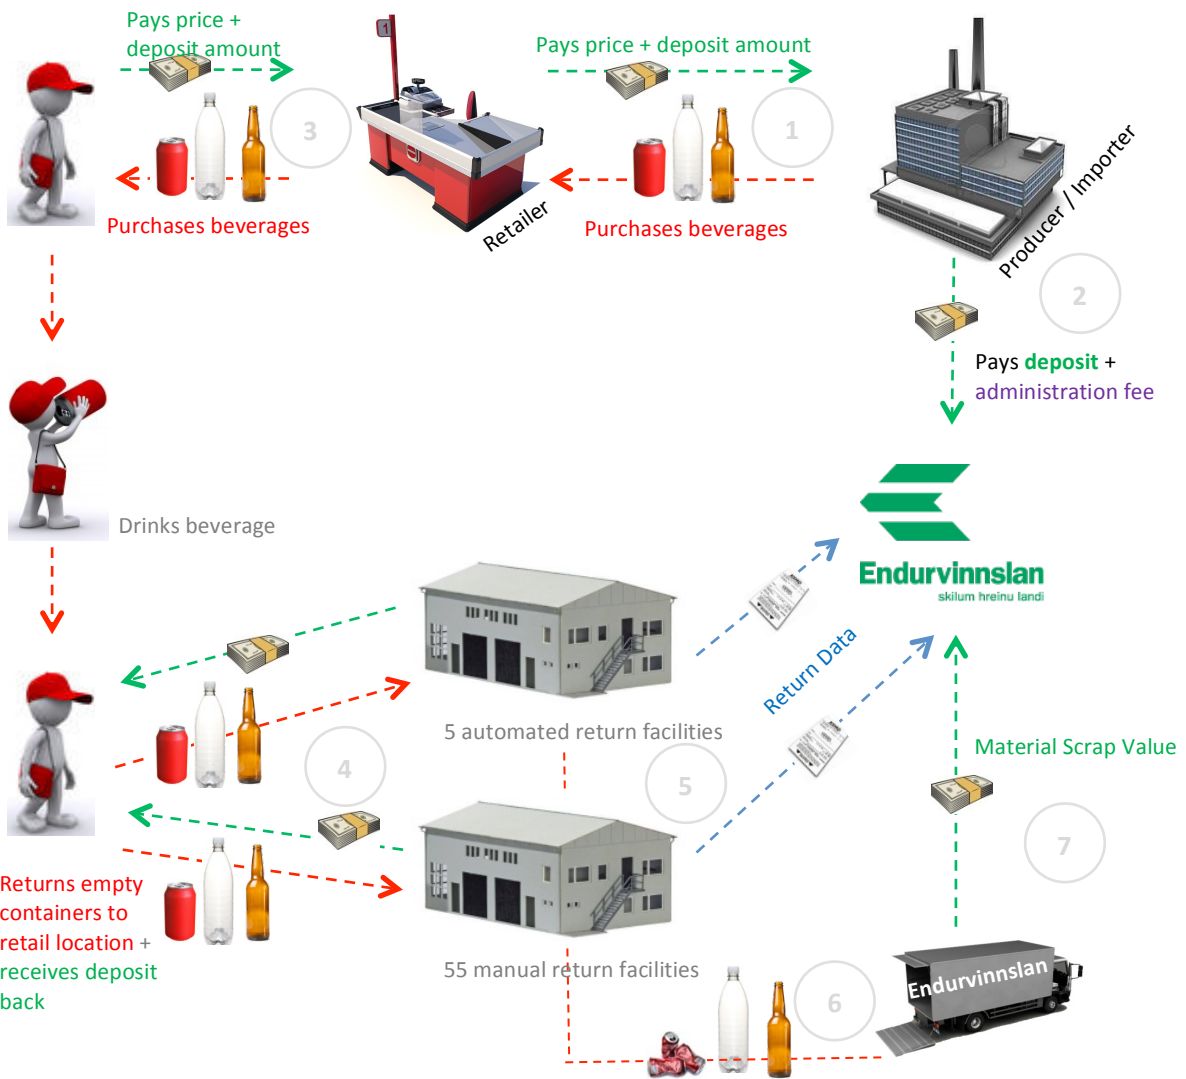 Pays price +
deposit amount
Pays price + deposit amount
1
3
1
Retailer
Producer / Importer
Purchases beverages
Purchases beverages
2
Pays deposit +
administration fee
Drinks beverage
Endurvinnslan
skilum hreinu landi
Return Data
5 automated return facilities
4
5
Material Scrap Value
7
Returns empty
containers to
retail location +
receives deposit
back
55 manual return facilities
6
Endurvinnslan